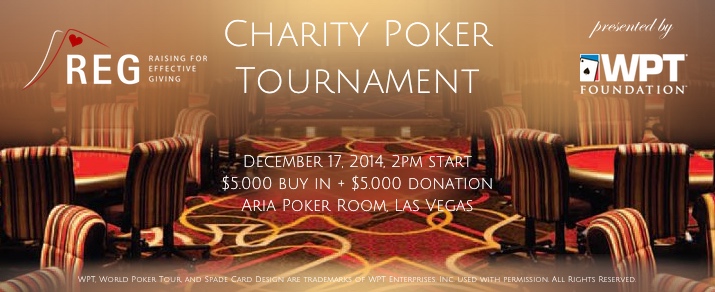 Charity Poker
Tournament
REG
RAISING FOR
EFFECTIVE
GIVING
presented by
WPT
FOUNDATION
December 17, 2014, 2pm start
$5.000 buy in + $5.000 donation
Aria Poker Room, Las Vegas
WPT, World Poker Tour, and Spade Card Design are trademarks of WPT Enterprises, Inc. Used with permission. All Rights Reserved.